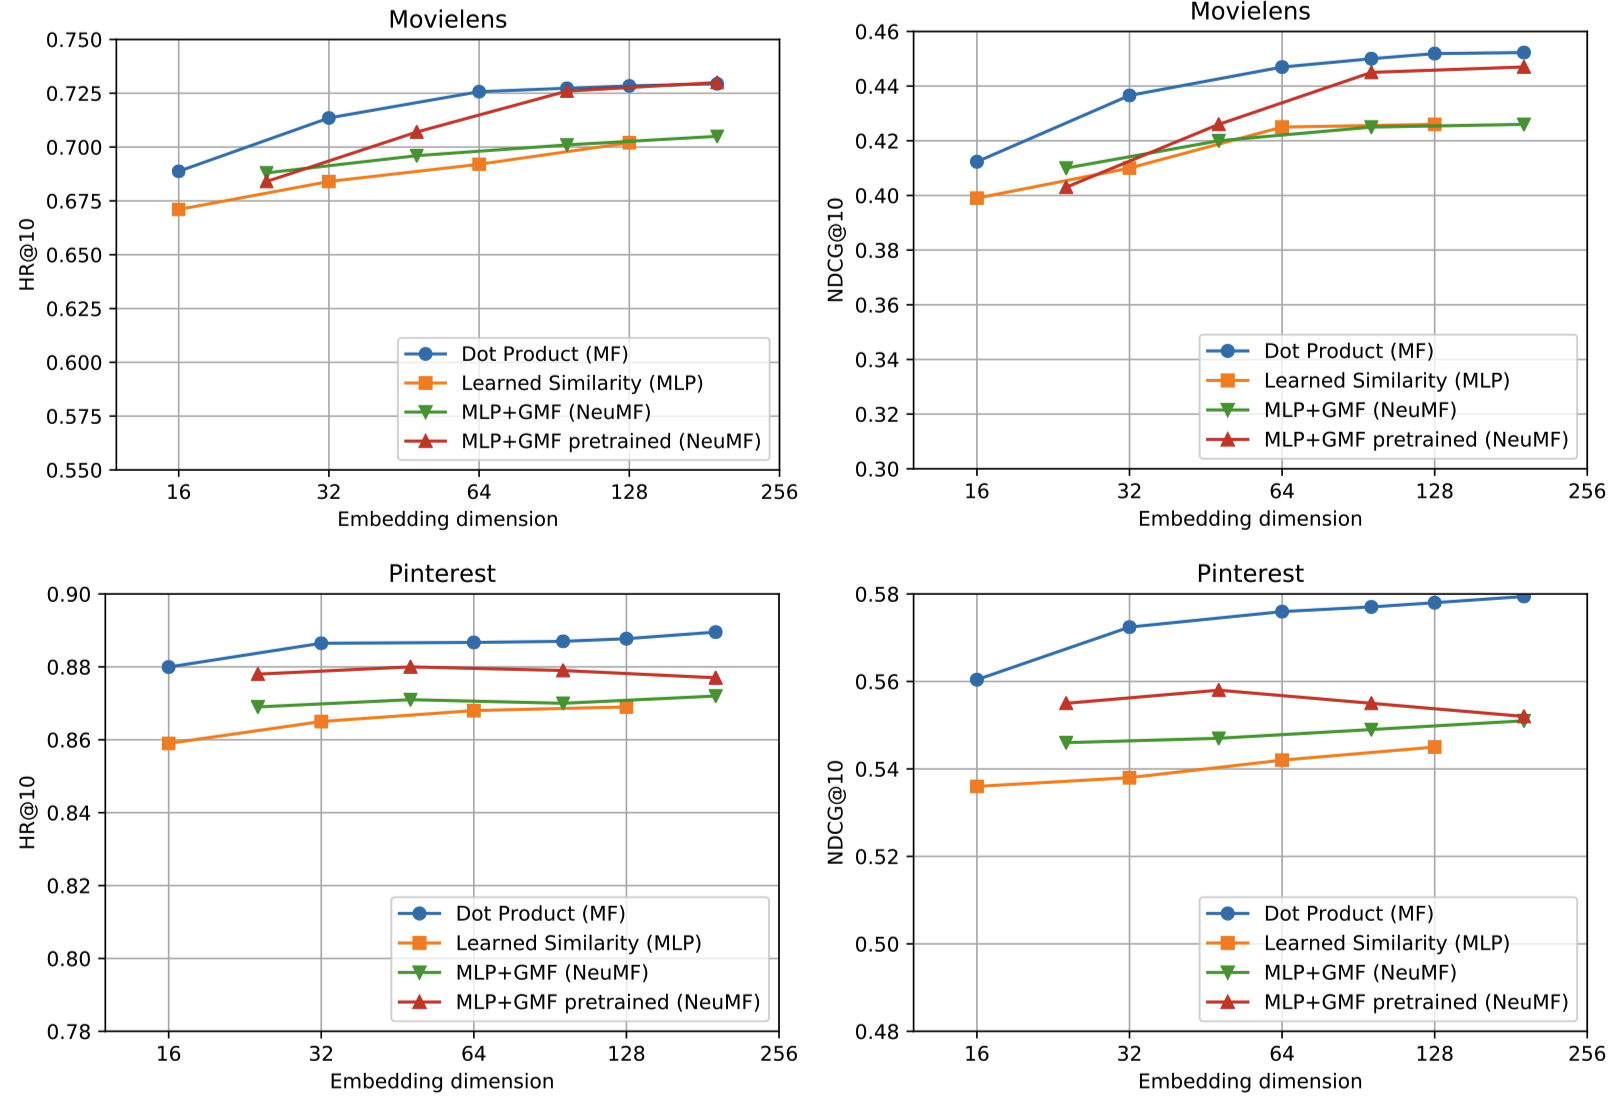 Movielens
0.750
0.725
0.700
0.675
0.650
0.625
0.600
0.575
0.550
HR@10
Dot Product (MF)
Learned Similarity (MLP)
MLP+GMF (NeuMF)
MLP+GMF pretrained (NeuMF)
16 32 64 128 256
Embedding dimension
Movielens
0.46
0.44
0.42
0.40
0.38
0.36
0.34
0.32
0.30
NDCG@10
Dot Product (MF)
Learned Similarity (MLP)
MLP+GMF (NeuMF)
MLP+GMF pretrained (NeuMF)
16 32 64 128 256
Embedding dimension
Pinterest
0.90
0.88
0.86
0.84
0.82
0.80
0.78
HR@10
Dot Product (MF)
Learned Similarity (MLP)
MLP+GMF (NeuMF)
MLP+GMF pretrained (NeuMF)
16 32 64 128 256
Embedding dimension
Pinterest
0.58
0.56
0.54
0.52
0.50
0.48
NDCG@10
Dot Product (MF)
Learned Similarity (MLP)
MLP+GMF (NeuMF)
MLP+GMF pretrained (NeuMF)
16 32 64 128 256
Embedding dimension